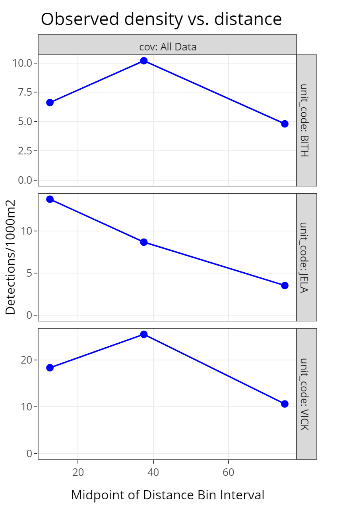 Observed density vs. distance
cov: All Data
10.0
7.5
5.0
2.5
0.0
unit_code: BITH
10
5
0
unit_code: JELA
20
10
0
unit_code: VICK
Detections/1000m2
20 40 60
Midpoint of Distance Bin Interval